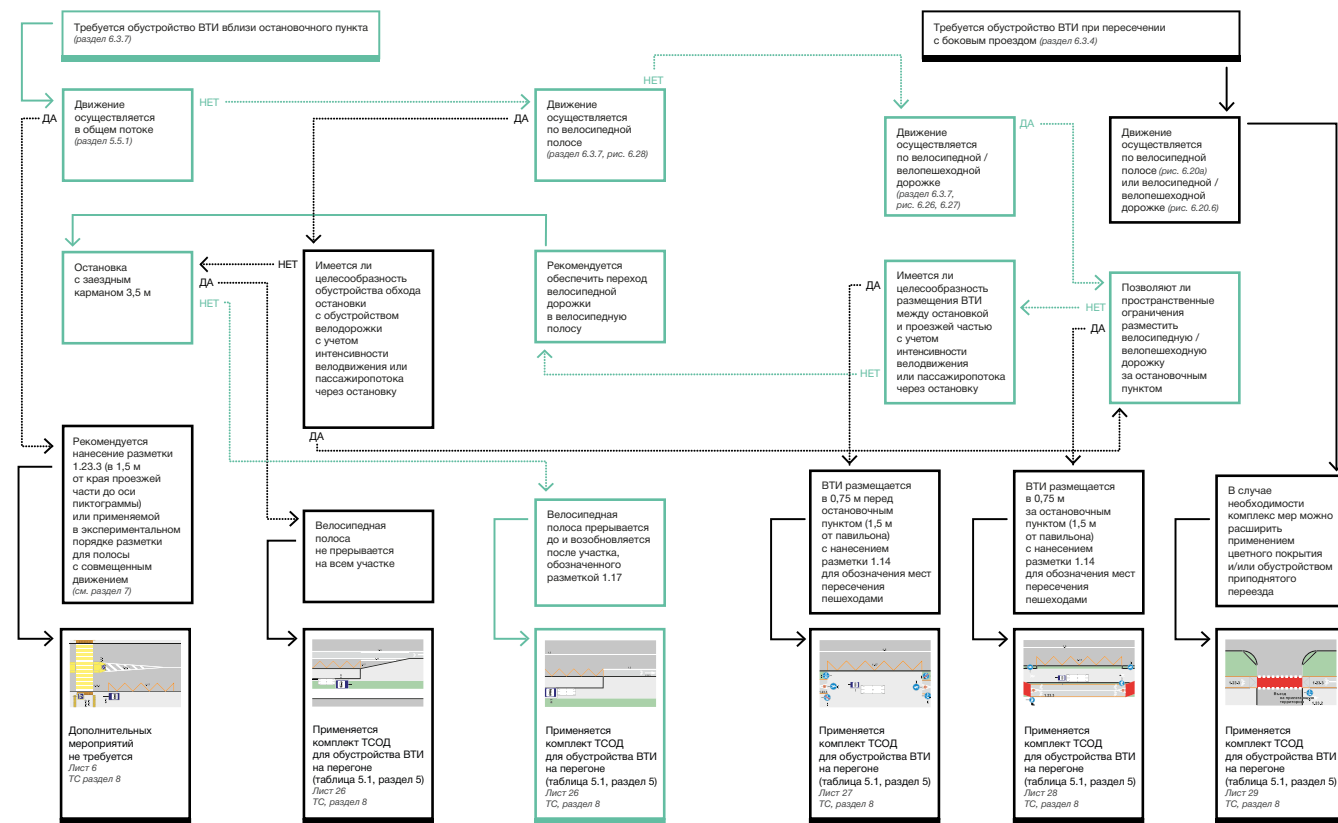 Требуется обустройство ВТИ вблизи остановочного пункта
(раздел 6.3.7)
Требуется обустройство ВТИ при пересечении
с боковым проездом (раздел 6.3.4)
Движение
осуществляется
в общем потоке
(раздел 5.5.1)
НЕТ
ДА
Движение
осуществляется
по велосипедной
полосе
(раздел 6.3.7, рис. 6.28)
НЕТ
ДА
Движение
осуществляется
по велосипедной /
велопешеходной
дорожке
(раздел 6.3.7,
рис. 6.26, 6.27)
ДА
Движение
осуществляется
по велосипедной
полосе (рис. 6.20а)
или велосипедной /
велопешеходной
дорожке (рис. 6.20.6)
Остановка
с заездным
карманом 3,5 м
НЕТ
ДА
НЕТ
Имеется ли
целесообразность
обустройства обхода
остановки
с обустройством
велодорожки
с учетом
интенсивности
велодвижения или
пассажиропотока
через остановку
ДА
Рекомендуется
обеспечить переход
велосипедной
дорожки
в велосипедную
полосу
ДА
НЕТ
Имеется ли
целесообразность
размещения ВТИ
между остановкой
и проезжей частью
с учетом
интенсивности
велодвижения
или пассажиропотока
через остановку
НЕТ
ДА
Позволяют ли
пространственные
ограничения
разместить
велосипедную /
велопешеходную
дорожку
за остановочным
пунктом
Рекомендуется
нанесение разметки
1.23.3 (в 1,5 м
от края проезжей
части до оси
пиктограммы)
или применяемой
в экспериментальном
порядке разметки
для полосы
с совмещенным
движением
(см. раздел 7)
Велосипедная
полоса
не прерывается
на всем участке
Велосипедная
полоса прерывается
до и возобновляется
после участка,
обозначенного
разметкой 1.17
ВТИ размещается
в 0,75 м перед
остановочным
пунктом (1,5 м
от павильона)
с нанесением
разметки 1.14
для обозначения мест
пересечения
пешеходами
ВТИ размещается
в 0,75 м
за остановочным
пунктом (1,5 м
от павильона)
с нанесением
разметки 1.14
для обозначения мест
пересечения
пешеходами
В случае
необходимости
комплекс мер можно
расширить
применением
цветного покрытия
и/или обустройством
приподнятого
переезда
Дополнительных
мероприятий
не требуется
Лист 6
ТС раздел 8
Применяется
комплект ТСОД
для обустройства ВТИ
на перегоне
(таблица 5.1, раздел 5)
Лист 26
ТС, раздел 8
Применяется
комплект ТСОД
для обустройства ВТИ
на перегоне
(таблица 5.1, раздел 5)
Лист 26
ТС, раздел 8
Применяется
комплект ТСОД
для обустройства ВТИ
на перегоне
(таблица 5.1, раздел 5)
Лист 27
ТС, раздел 8
Применяется
комплект ТСОД
для обустройства ВТИ
на перегоне
(таблица 5.1, раздел 5)
Лист 28
ТС, раздел 8
Применяется
комплект ТСОД
для обустройства ВТИ
на перегоне
(таблица 5.1, раздел 5)
Лист 29
ТС, раздел 8